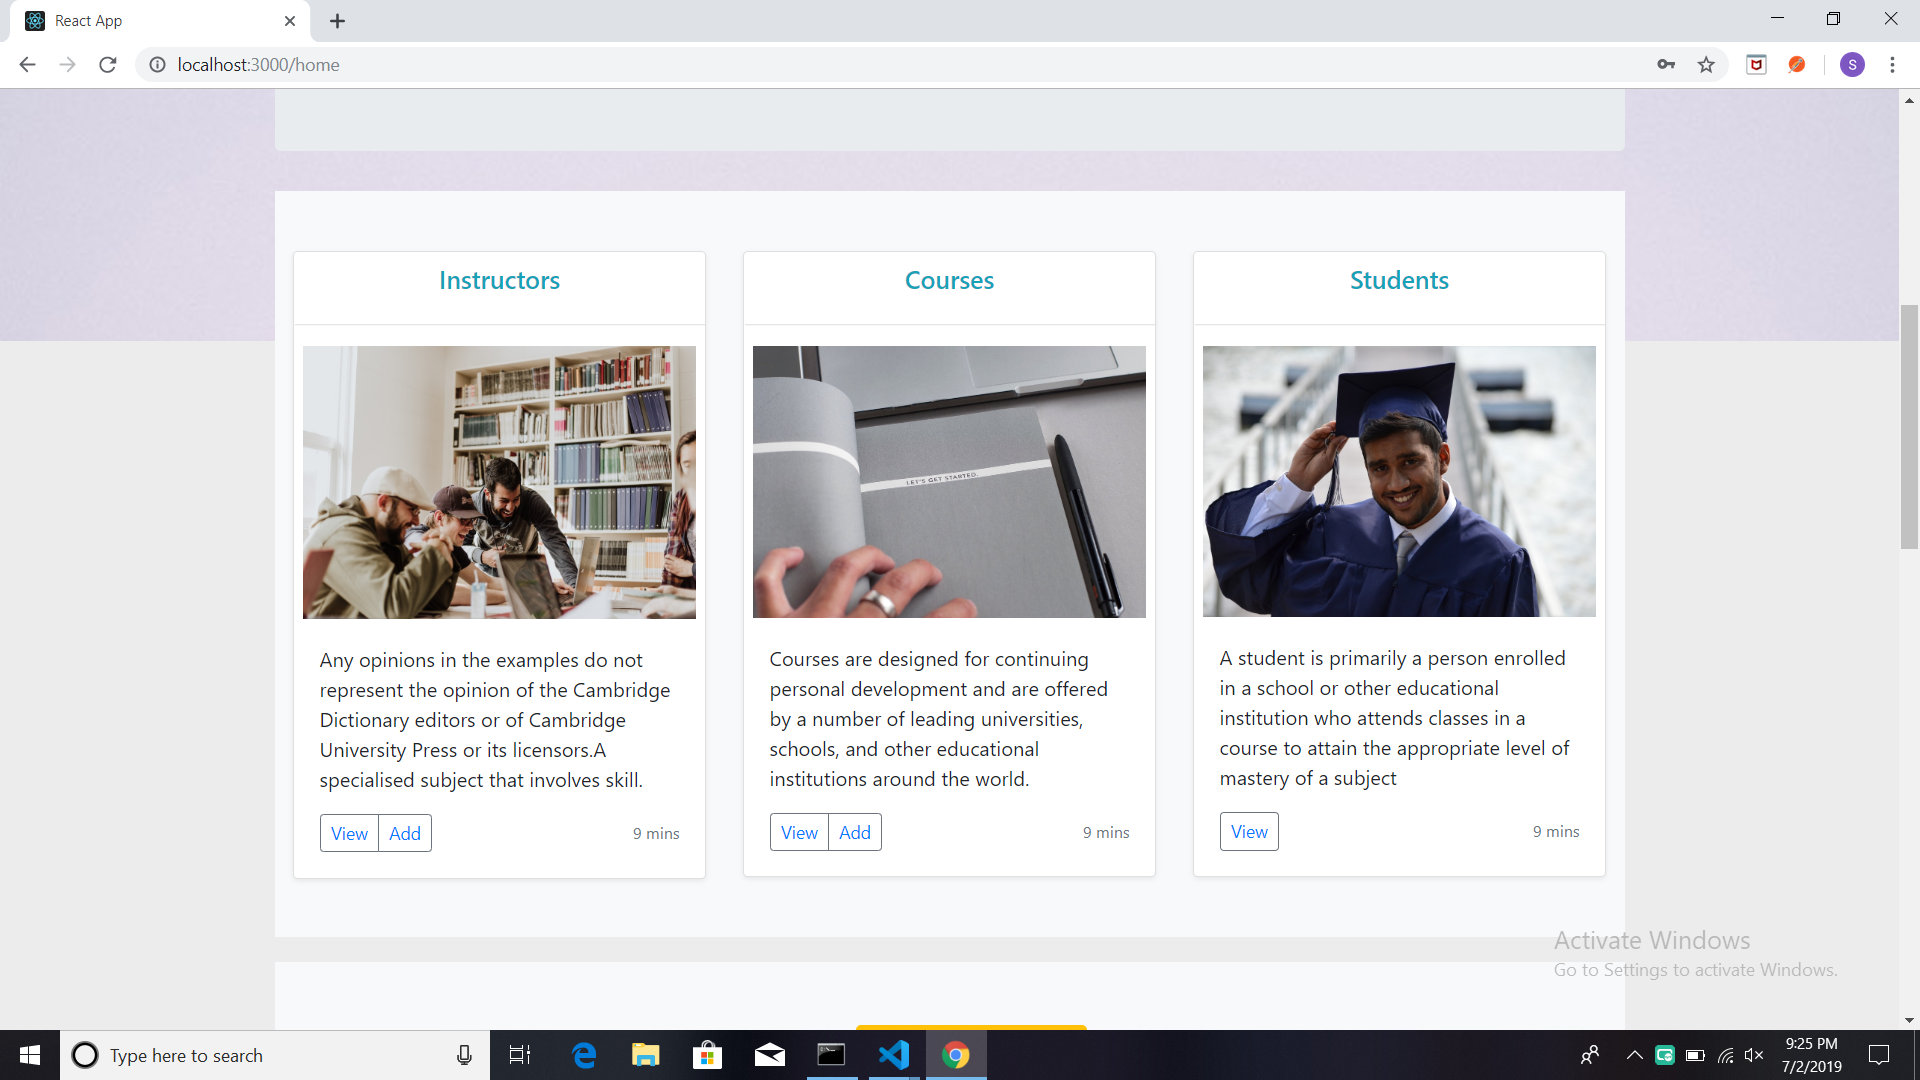 React App
localhost:3000/home
S
Instructors
Courses
Students
LET'S GET STARTED.
Any opinions in the examples do not
represent the opinion of the Cambridge
Dictionary editors or of Cambridge
University Press or its licensors.A
specialised subject that involves skill.
View Add
9 mins
Courses are designed for continuing
personal development and are offered
by a number of leading universities,
schools, and other educational
institutions around the world.
View Add
9 mins
A student is primarily a person enrolled
in a school or other educational
institution who attends classes in a
course to attain the appropriate level of
mastery of a subject
View
9 mins
Activate Windows
Go to Settings to activate Windows.
Type here to search
9:25 PM
7/2/2019